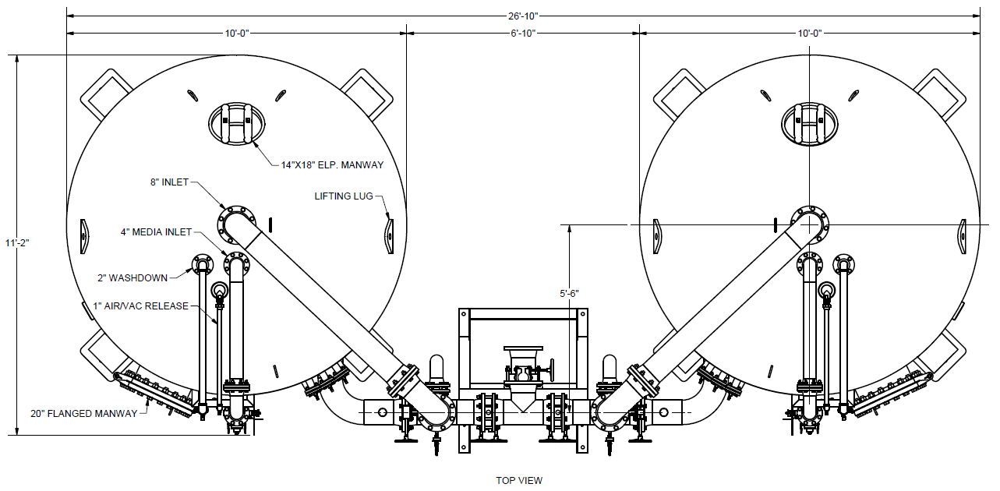 26'-10"
10'-0"
6'-10"
10'-0"
14"X18" ELP. MANWAY
8" INLET
LIFTING LUG
4" MEDIA INLET
11'-2"
2" WASHDOWN
5'-6"
1" AIR/VAC RELEASE
20" FLANGED MANWAY
TOP VIEW